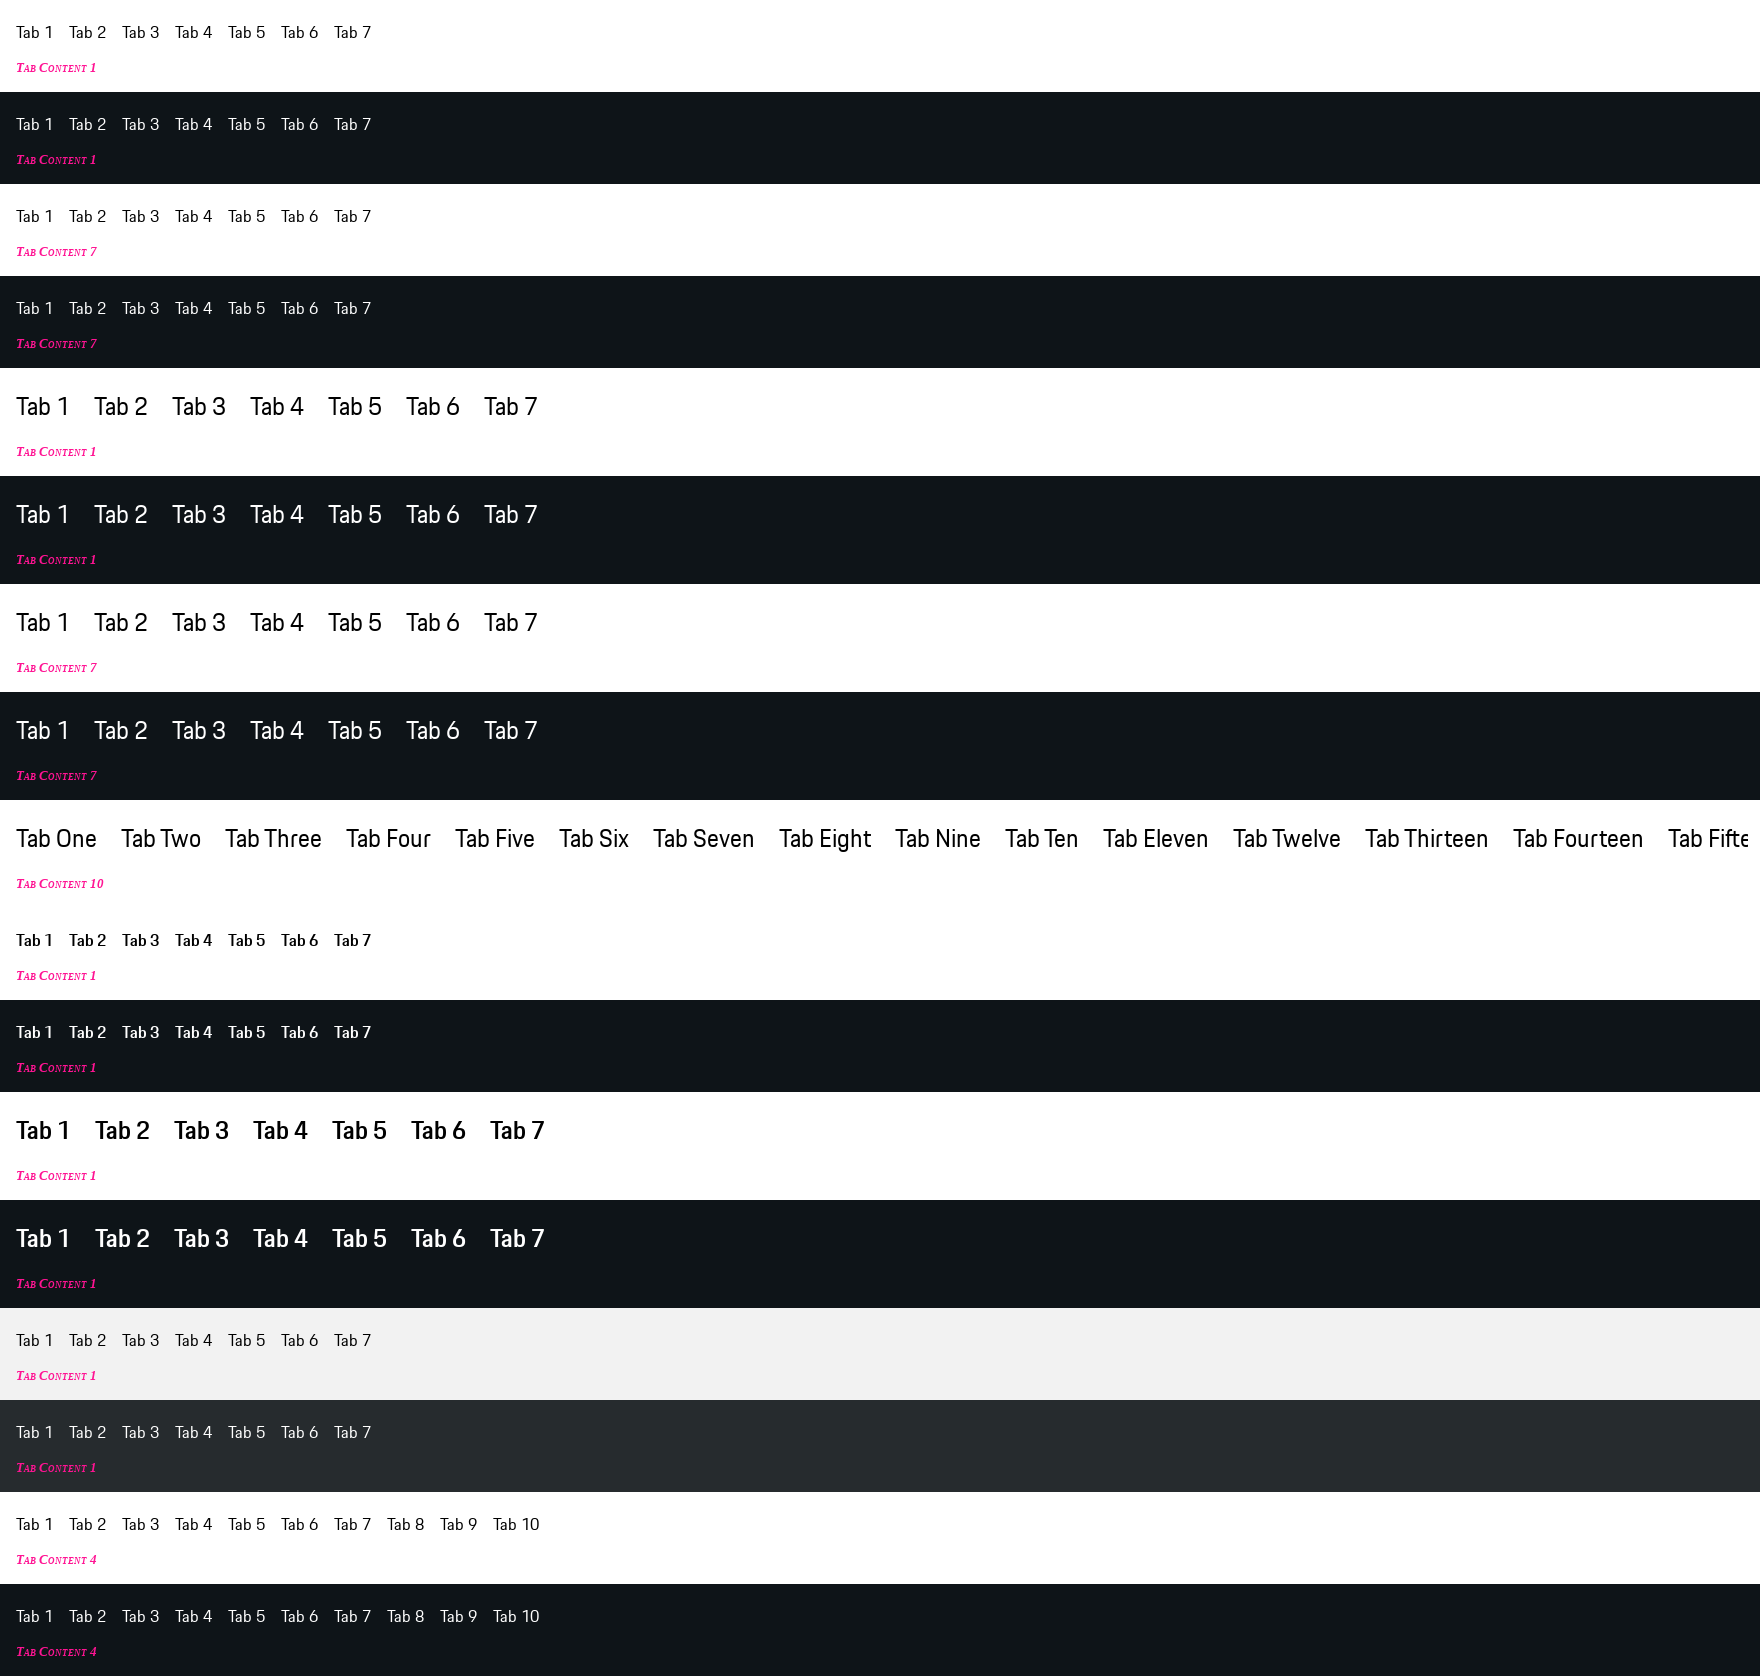 Tab 1 Tab 2 Tab 3 Tab 4 Tab 5 Tab 6 Tab 7
Tab Content 1
Tab 1 Tab 2 Tab 3 Tab 4 Tab 5 Tab 6 Tab 7
Tab Content 1
Tab 1 Tab 2 Tab 3 Tab 4 Tab 5 Tab 6 Tab 7
Tab Content 7
Tab 1 Tab 2 Tab 3 Tab 4 Tab 5 Tab 6 Tab 7
Tab Content 7
Tab 1 Tab 2 Tab 3 Tab 4 Tab 5 Tab 6 Tab 7
Tab Content 1
Tab 1 Tab 2 Tab 3 Tab 4 Tab 5 Tab 6 Tab 7
Tab Content 1
Tab 1 Tab 2 Tab 3 Tab 4 Tab 5 Tab 6 Tab 7
Tab Content 7
Tab 1 Tab 2 Tab 3 Tab 4 Tab 5 Tab 6 Tab 7
Tab Content 7
Tab One Tab Two Tab Three Tab Four Tab Five Tab Six Tab Seven Tab Eight Tab Nine Tab Ten Tab Eleven Tab Twelve Tab Thirteen Tab Fourteen Tab Fifte
Tab Content 10
Tab 1 Tab 2 Tab 3 Tab 4 Tab 5 Tab 6 Tab 7
Tab Content 1
Tab 1 Tab 2 Tab 3 Tab 4 Tab 5 Tab 6 Tab 7
Tab Content 1
Tab 1 Tab 2 Tab 3 Tab 4 Tab 5 Tab 6 Tab 7
Tab Content 1
Tab 1 Tab 2 Tab 3 Tab 4 Tab 5 Tab 6 Tab 7
Tab Content 1
Tab 1 Tab 2 Tab 3 Tab 4 Tab 5 Tab 6 Tab 7
Tab Content 1
Tab 1 Tab 2 Tab 3 Tab 4 Tab 5 Tab 6 Tab 7
Tab Content 1
Tab 1 Tab 2 Tab 3 Tab 4 Tab 5 Tab 6 Tab 7 Tab 8 Tab 9 Tab 10
Tab Content 4
Tab 1 Tab 2 Tab 3 Tab 4 Tab 5 Tab 6 Tab 7 Tab 8 Tab 9 Tab 10
Tab Content 4